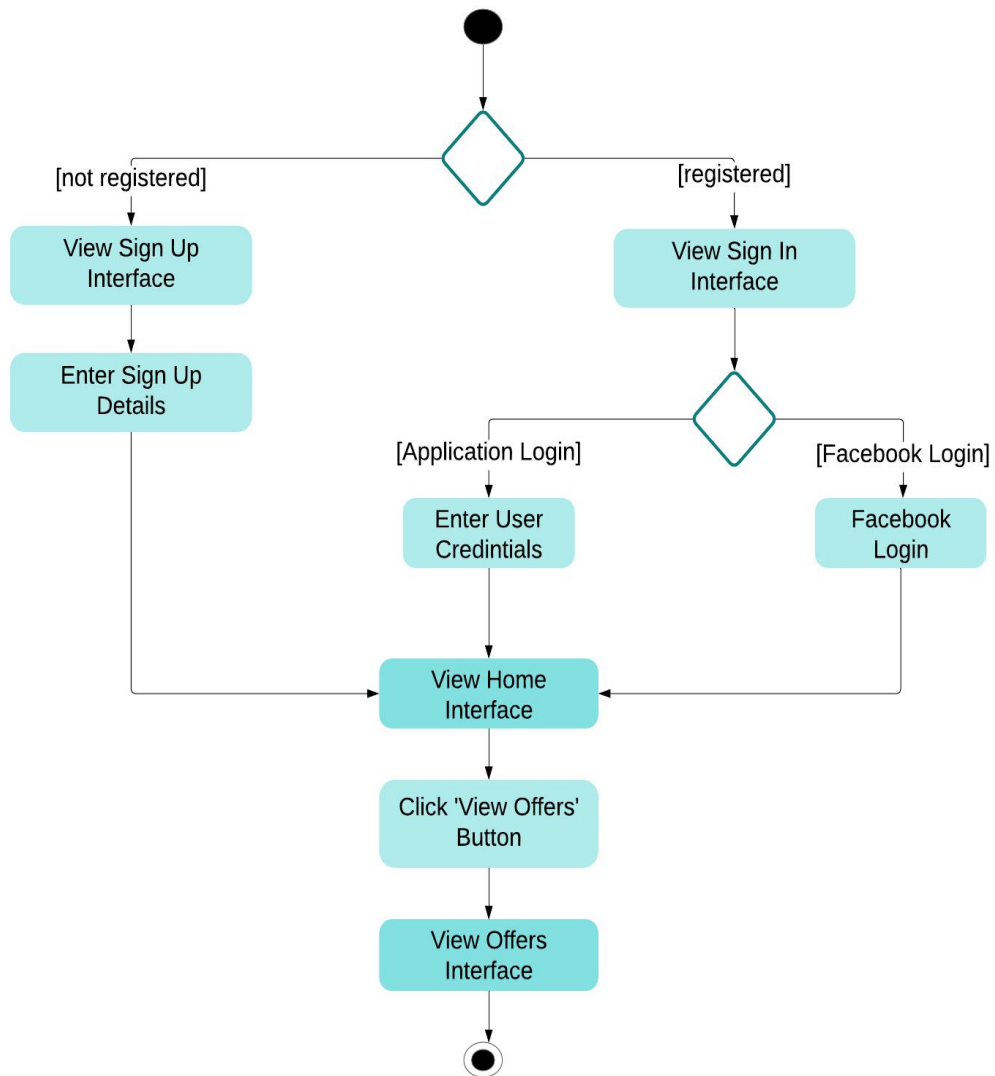 [not registered]
[registered]
View Sign Up
Interface
View Sign In
Interface
Enter Sign Up
Details
[Application Login]
[Facebook Login]
Enter User
Credintials
Facebook
Login
View Home
Interface
Click 'View Offers'
Button
View Offers
Interface